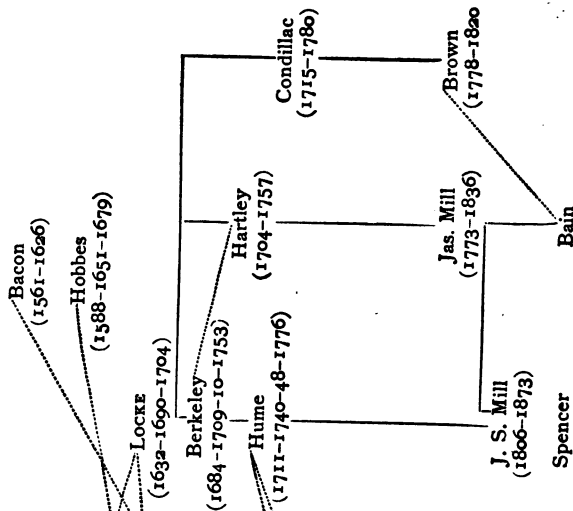 Bacon
(1561–1626)
Hobbes
(1588–1651–1679)
LOCKE
(1632–1690–1704)
Berkeley
(1684–1709–10–1753)
Hume
(1711–1740–48–1776)
Hartley
(1704–1757)
Condillac
(1715–1780)
Jas. Mill
(1773–1836)
Brown
(1778–1820
J. S. Mill
(1806–1873)
Spencer
Bain